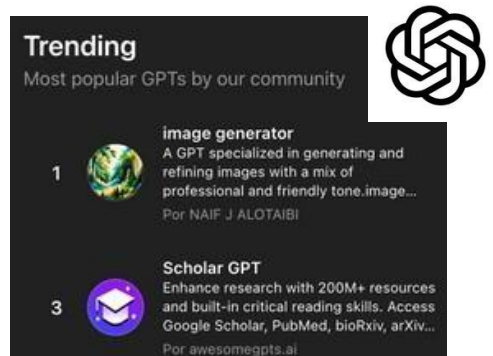 Trending
Most popular GPTs by our community
1
image generator
A GPT specialized in generating and
refining images with a mix of
professional and friendly tone.image...
Por NAIF J ALOTAIBI
3
Scholar GPT
Enhance research with 200M+ resources
and built-in critical reading skills. Access
Google Scholar, PubMed, bioRxiv, arXiv...
Por awesomegpts.ai